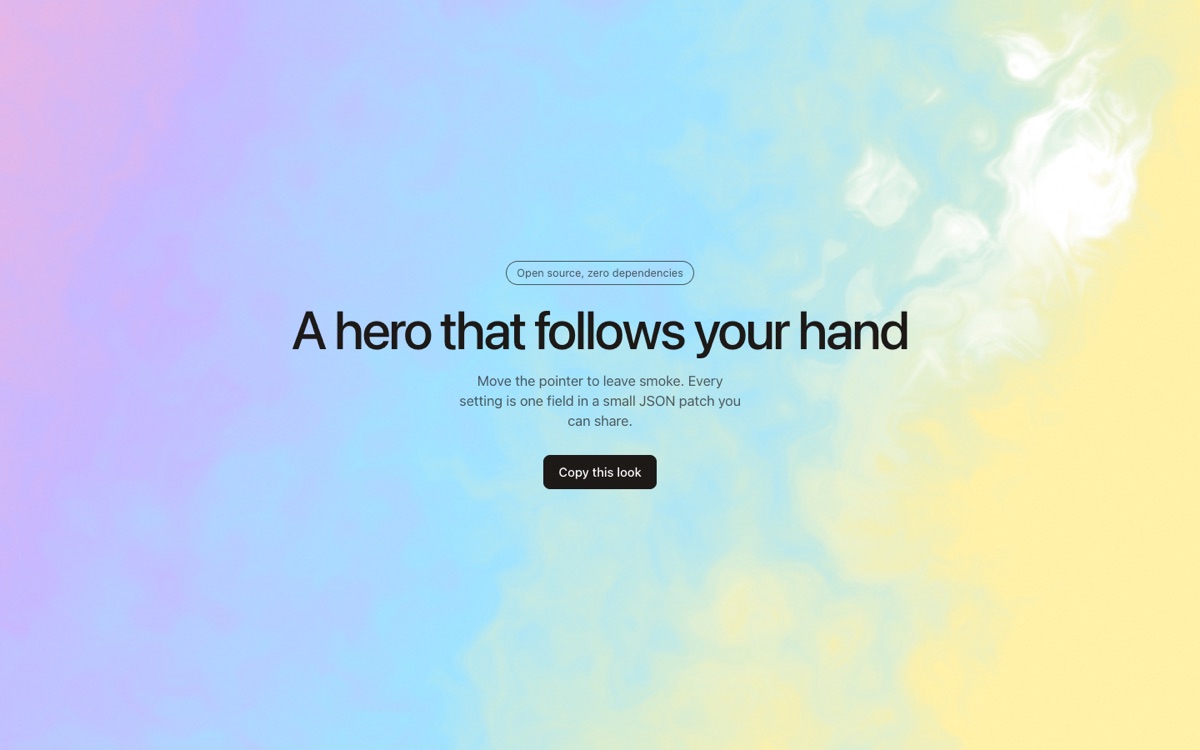 Open source, zero dependencies
A hero that follows your hand
Move the pointer to leave smoke. Every
setting is one field in a small JSON patch you
can share.
Copy this look